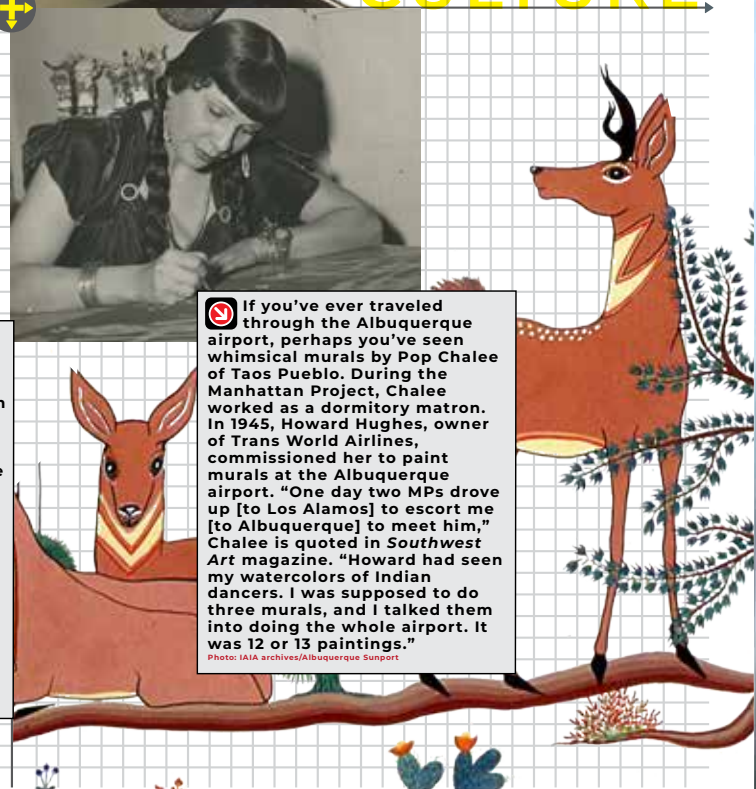 CULTURE
If you’ve ever traveled
through the Albuquerque
airport, perhaps you’ve seen
whimsical murals by Pop Chalee
of Taos Pueblo. During the
Manhattan Project, Chalee
worked as a dormitory matron.
In 1945, Howard Hughes, owner
of Trans World Airlines,
commissioned her to paint
murals at the Albuquerque
airport. “One day two MPs drove
up [to Los Alamos] to escort me
[to Albuquerque] to meet him,”
Chalee is quoted in Southwest
Art magazine. “Howard had seen
my watercolors of Indian
dancers. I was supposed to do
three murals, and I talked them
into doing the whole airport. It
was 12 or 13 paintings.”
Photo: IAIA archives/Albuquerque Sunport